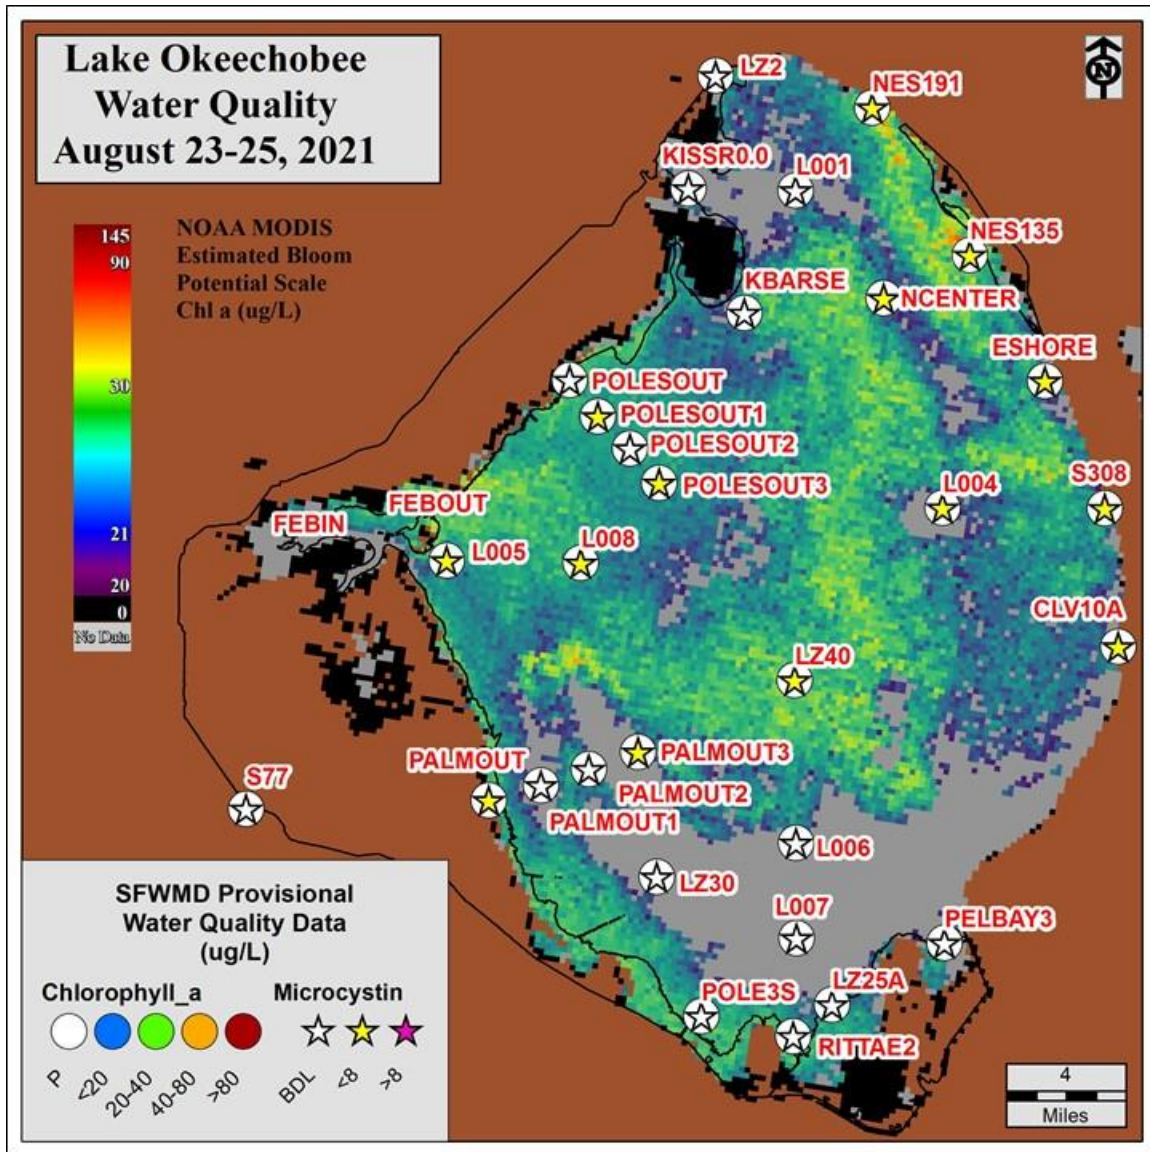 Lake Okeechobee
Water Quality
August 23-25, 2021
N
NOAA MODIS
Estimated Bloom
Potential Scale
Chl a (ug/L)
145
90
30
21
20
0
No Data
LZ2
NES191
KISSR0.0
L001
NES135
KBARSE
NCENTER
ESHORE
POLESOUT
POLESOUT1
POLESOUT2
POLESOUT3
L004
S308
FEBIN
FEBOUT
L005
L008
CLV10A
LZ40
PALMOUT
PALMOUT3
PALMOUT2
PALMOUT1
S77
L006
LZ30
L007
PELBAY3
LZ25A
POLE3S
RITTAE2
SFWMD Provisional
Water Quality Data
(ug/L)
Chlorophyll_a Microcystin
P <20 20-40 40-80 >80 BDL <8 >8
4
Miles